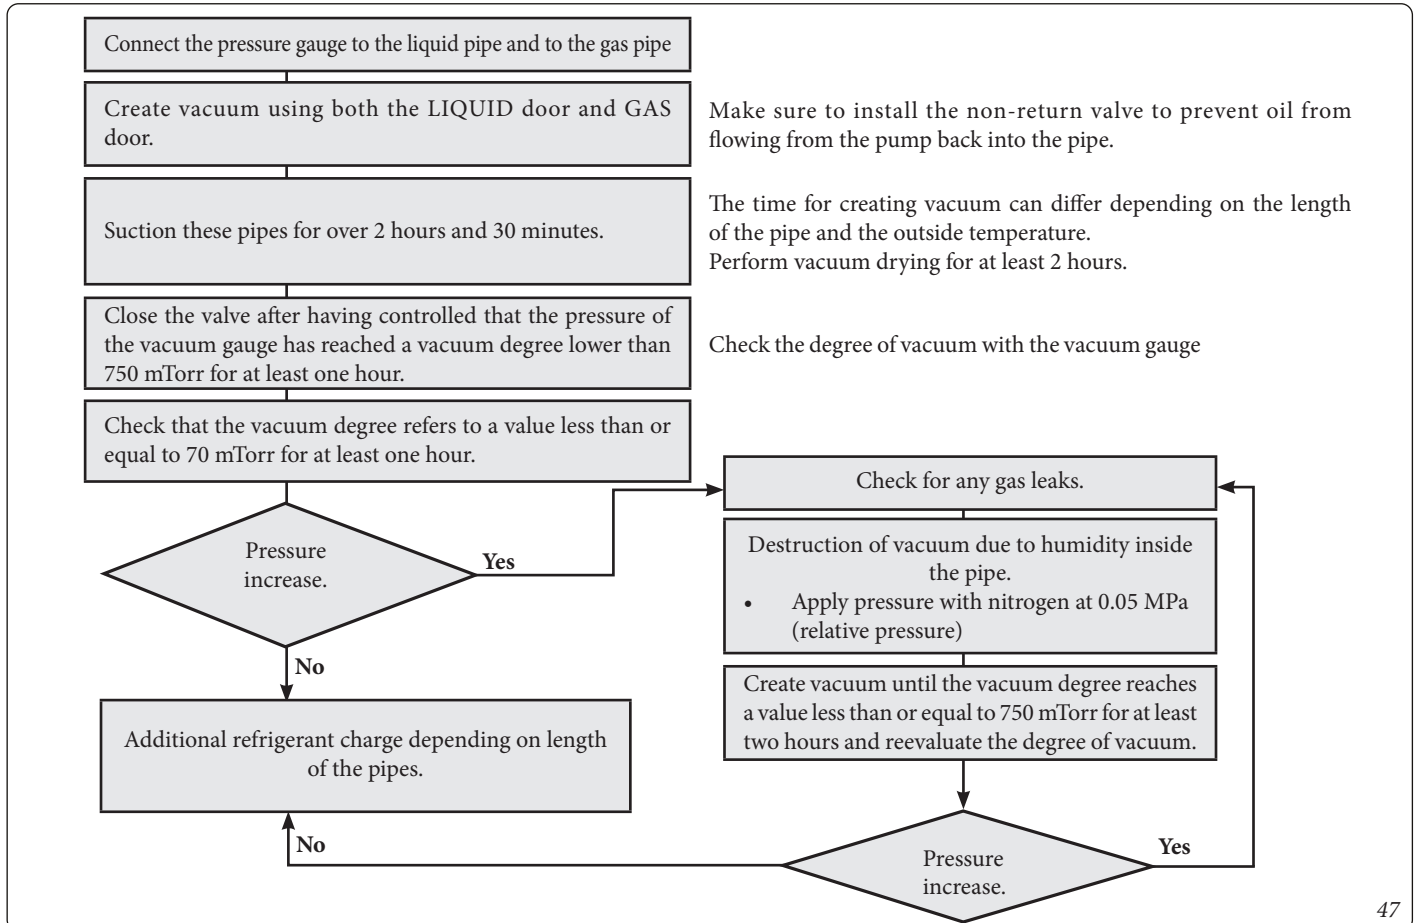 Connect the pressure gauge to the liquid pipe and to the gas pipe
Create vacuum using both the LIQUID door and GAS
door.
Make sure to install the non-return valve to prevent oil from
flowing from the pump back into the pipe.
Suction these pipes for over 2 hours and 30 minutes.
The time for creating vacuum can differ depending on the length
of the pipe and the outside temperature.
Perform vacuum drying for at least 2 hours.
Close the valve after having controlled that the pressure of
the vacuum gauge has reached a vacuum degree lower than
750 mTorr for at least one hour.
Check the degree of vacuum with the vacuum gauge
Check that the vacuum degree refers to a value less than or
equal to 70 mTorr for at least one hour.
Pressure
increase.
Yes
No
Check for any gas leaks.
Destruction of vacuum due to humidity inside
the pipe.
• Apply pressure with nitrogen at 0.05 MPa
(relative pressure)
Create vacuum until the vacuum degree reaches
a value less than or equal to 750 mTorr for at least
two hours and reevaluate the degree of vacuum.
Additional refrigerant charge depending on length
of the pipes.
No
Pressure
increase.
Yes
47